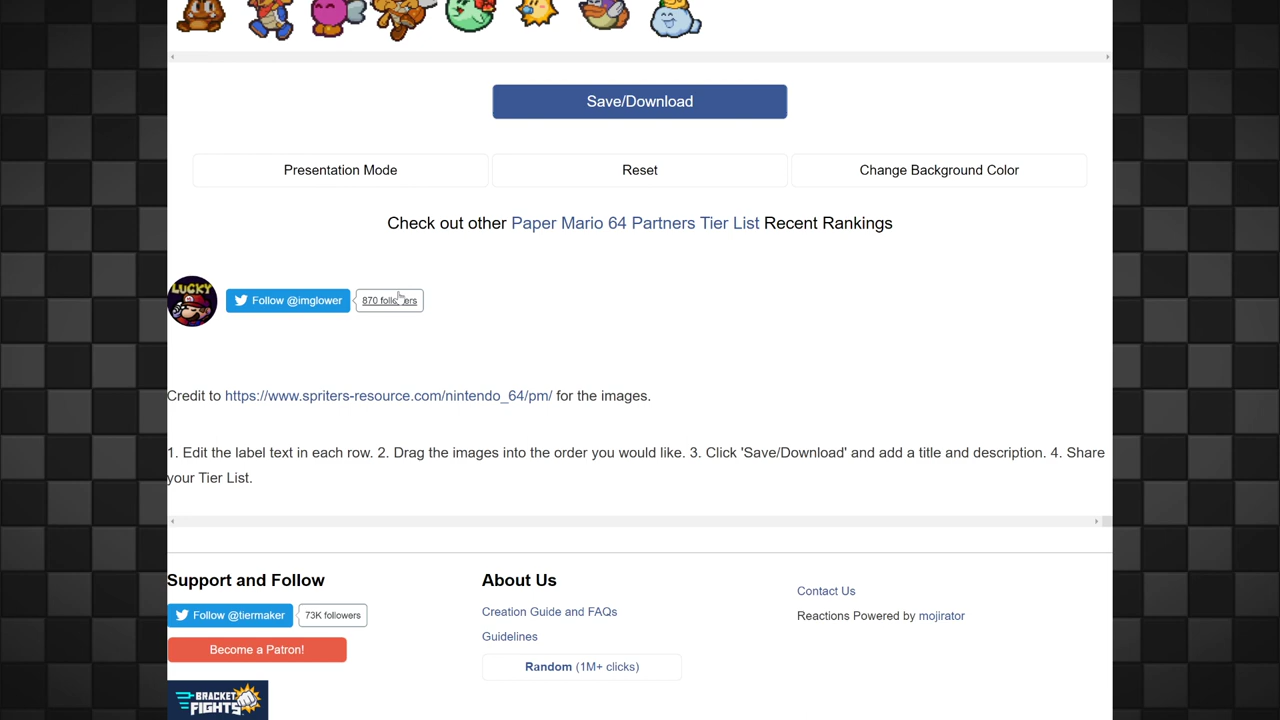 Save/Download
Presentation Mode
Reset
Change Background Color
Check out other Paper Mario 64 Partners Tier List Recent Rankings
LUCKY
Follow @imglower
870 followers
Credit to https://www.spriters-resource.com/nintendo_64/pm/ for the images.
1. Edit the label text in each row. 2. Drag the images into the order you would like. 3. Click 'Save/Download' and add a title and description. 4. Share
your Tier List.
Support and Follow
Follow @tiermaker
73K followers
Become a Patron!
BRACKET
FIGHTS
About Us
Creation Guide and FAQs
Guidelines
Random (1M+ clicks)
Contact Us
Reactions Powered by mojirator